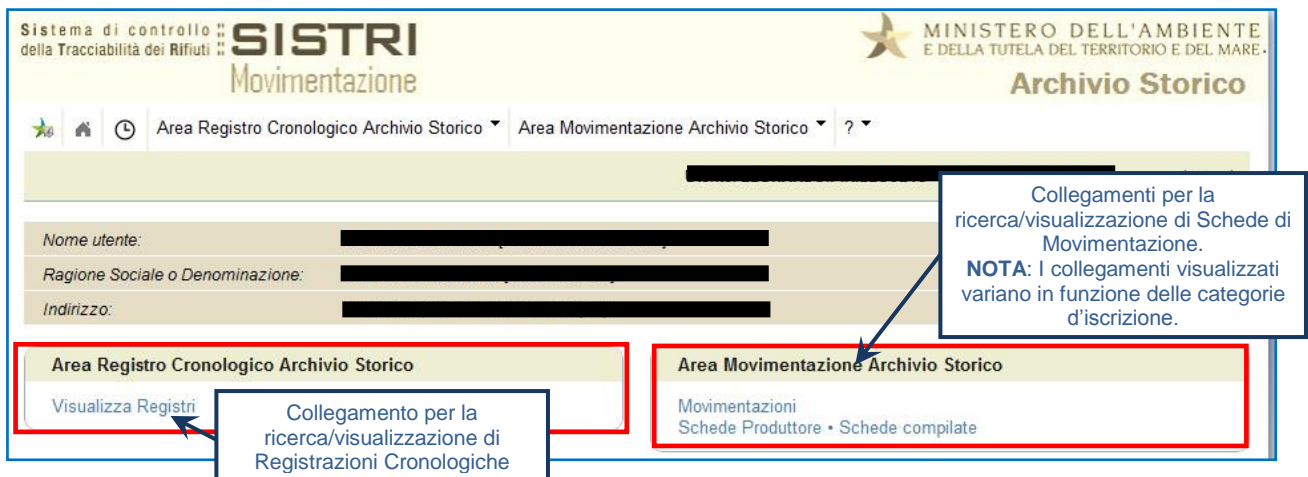 Sistema di controllo
della Tracciabilità dei Rifiuti
SISTRI
Movimentazione
MINISTERO DELL'AMBIENTE
E DELLA TUTELA DEL TERRITORIO E DEL MARE
Archivio Storico
Area Registro Cronologico Archivio Storico Area Movimentazione Archivio Storico ?
Collegamenti per la
ricerca/visualizzazione di Schede di
Movimentazione.
NOTA: I collegamenti visualizzati
variano in funzione delle categorie
d'iscrizione.
Nome utente:
Ragione Sociale o Denominazione:
Indirizzo:
Area Registro Cronologico Archivio Storico
Visualizza Registri
Collegamento per la
ricerca/visualizzazione di
Registrazioni Cronologiche
Area Movimentazione Archivio Storico
Movimentazioni
Schede Produttore • Schede compilate